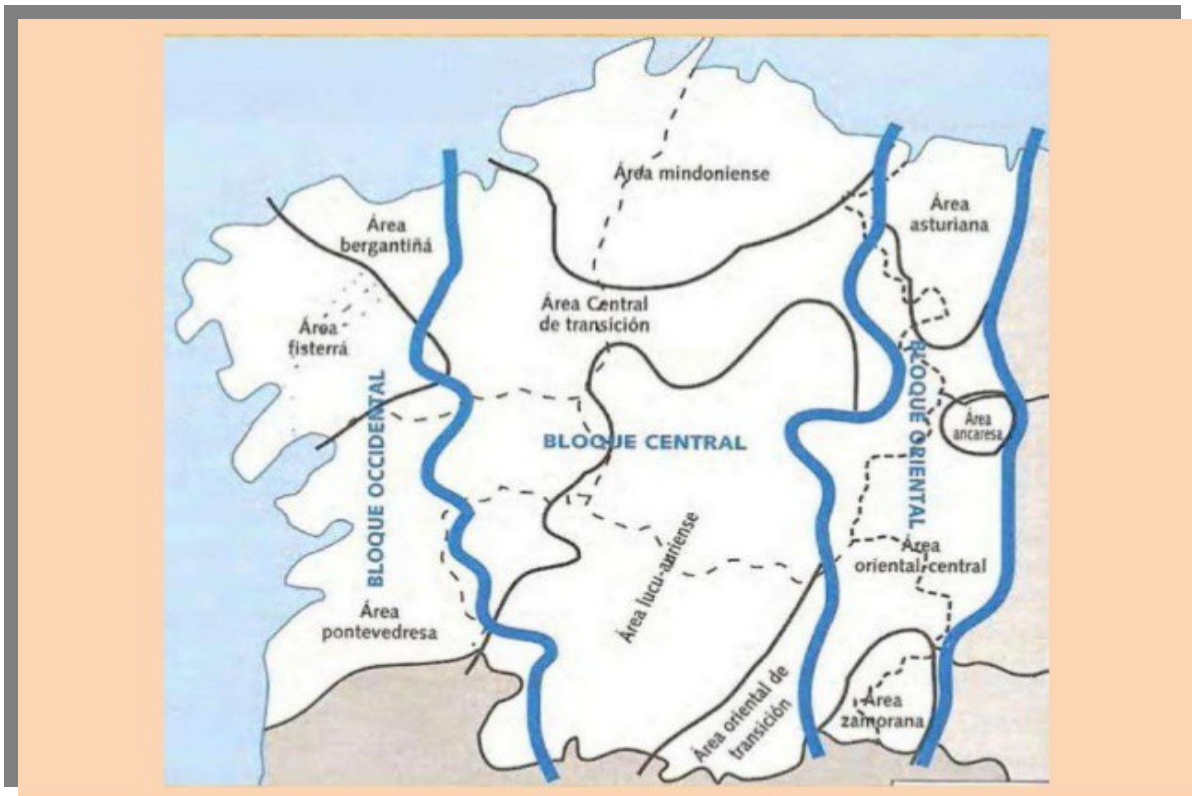 Área mindoniense
Área
bergantiñá
Área
asturiana
Área Central
de transición
Área
fisterrá
BLOQUE OCCIDENTAL
BLOQUE CENTRAL
BLOQUE ORIENTAL
Área
ancaresa
Área lucu-auriense
Área
oriental central
Área
pontevedresa
Área oriental de
transición
Área
zamorana